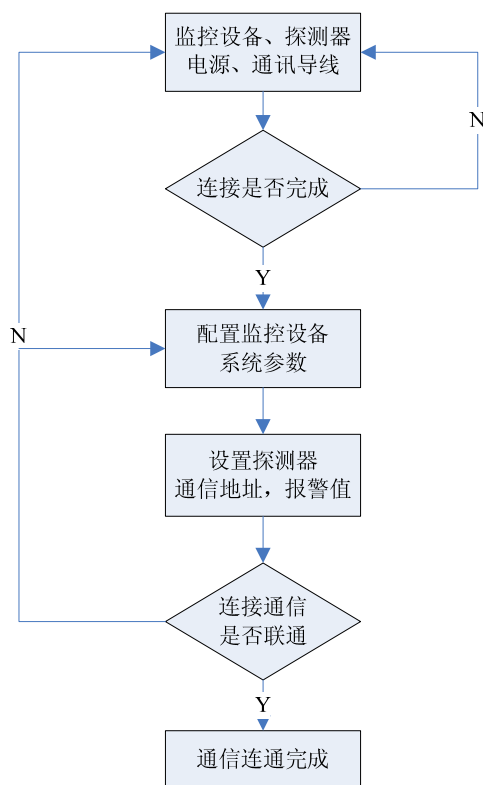 监控设备、探测器
电源、通讯导线
N
连接是否完成
Y
N
配置监控设备
系统参数
设置探测器
通信地址，报警值
连接通信
是否联通
Y
通信连通完成